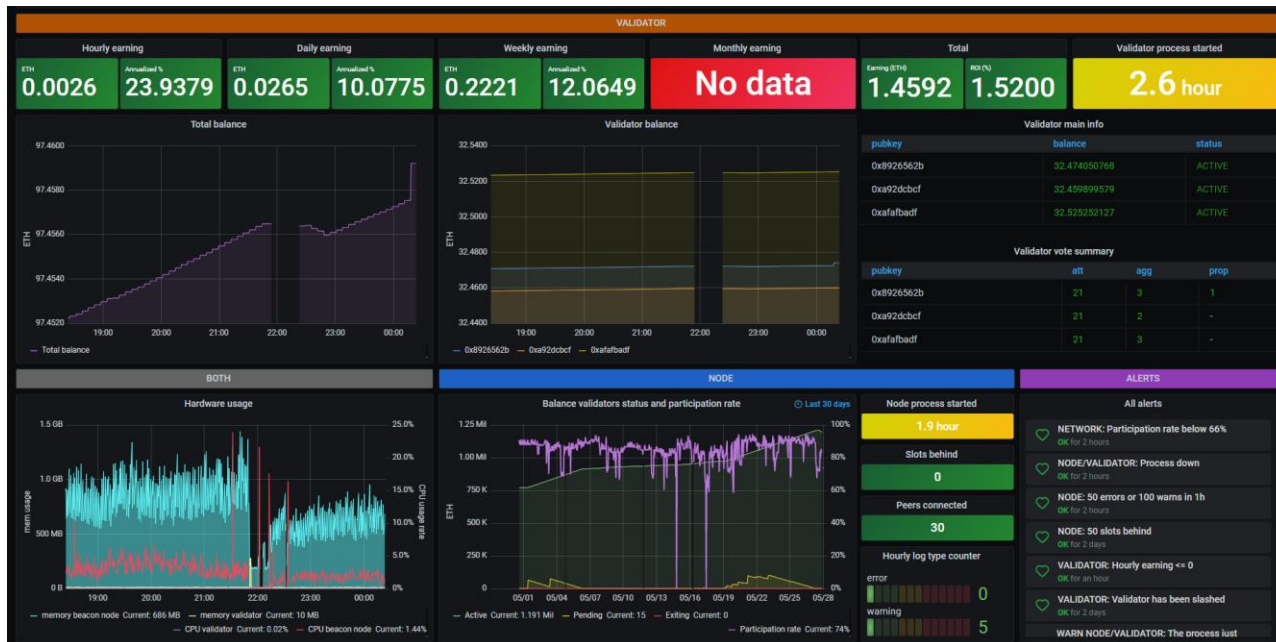 VALIDATOR
Hourly earning
Daily earning
Weekly earning
Monthly earning
Total
Validator process started
ETH
0.0026
Annualized %
23.9379
ETH
0.0265
Annualized %
10.0775
ETH
0.2221
Annualized %
12.0649
No data
Earning (ETH)
1.4592
ROI (%)
1.5200
2.6 hour
Total balance
97.4600
97.4580
97.4560
97.4540
97.4520
ETH
19:00 20:00 21:00 22:00 23:00 00:00
Total balance
Validator balance
32.5400
32.5200
32.5000
32.4800
32.4600
32.4400
ETH
19:00 20:00 21:00 22:00 23:00 00:00
0x8926562b 0xa92dcbcf 0xafafbadf
Validator main info
pubkey balance status
0x8926562b 32.474050768 ACTIVE
0xa92dcbcf 32.459899579 ACTIVE
0xafafbadf 32.525252127 ACTIVE
Validator vote summary
pubkey att agg prop
0x8926562b 21 3 1
0xa92dcbcf 21 2 -
0xafafbadf 21 3 -
BOTH
NODE
ALERTS
Hardware usage
1.5 GB
1.0 GB
500 MB
0 B
mem usage
25.0%
20.0%
15.0%
10.0%
5.0%
0%
CPU usage rate
19:00 20:00 21:00 22:00 23:00 00:00
memory beacon node Current: 686 MB memory validator Current: 10 MB
CPU validator Current: 0.02% CPU beacon node Current: 1.44%
Balance validators status and participation rate
Last 30 days
1.25 Mil
1.00 Mil
750 K
500 K
250 K
0
ETH
100%
80%
60%
40%
20%
0%
05/01 05/04 05/07 05/10 05/13 05/16 05/19 05/22 05/25 05/28
Active Current: 1.191 Mil Pending Current: 15 Exiting Current: 0
Participation rate Current: 74%
Node process started
1.9 hour
Slots behind
0
Peers connected
30
Hourly log type counter
error
0
warning
5
All alerts
NETWORK: Participation rate below 66%
OK for 2 hours
NODE/VALIDATOR: Process down
OK for 2 hours
NODE: 50 errors or 100 warns in 1h
OK for 2 hours
NODE: 50 slots behind
OK for 2 days
VALIDATOR: Hourly earning <= 0
OK for an hour
VALIDATOR: Validator has been slashed
OK for 2 days
WARN NODE/VALIDATOR: The process just